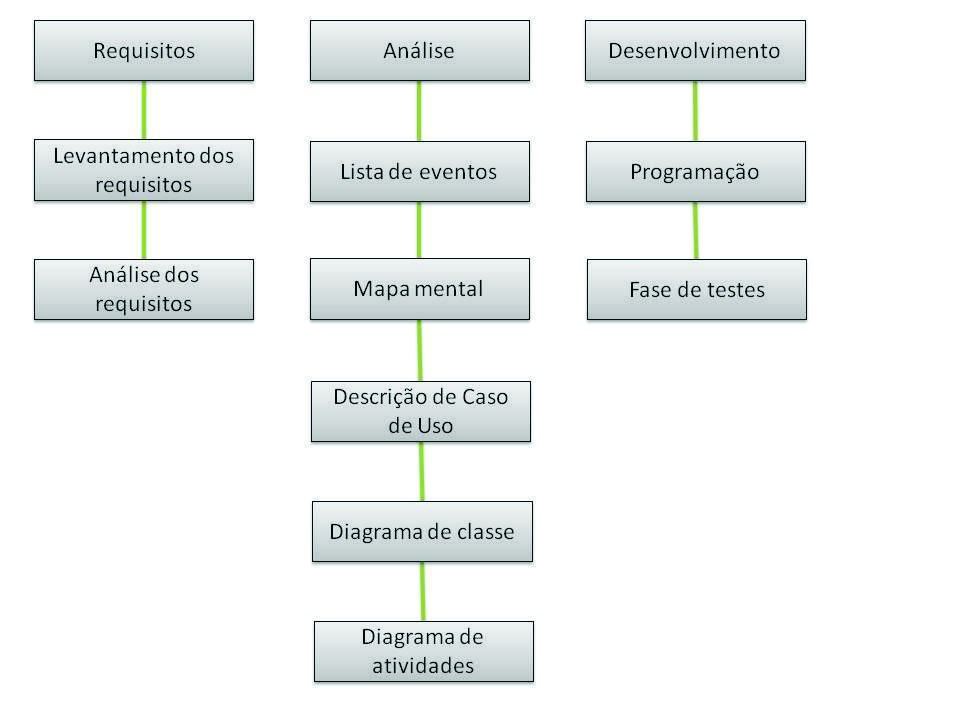 Requisitos
Levantamento dos
requisitos
Análise dos
requisitos
Análise
Lista de eventos
Mapa mental
Descrição de Caso
de Uso
Diagrama de classe
Diagrama de
atividades
Desenvolvimento
Programação
Fase de testes